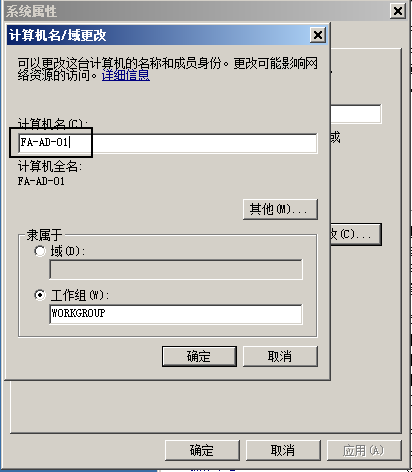 系统属性
计算机名/域更改
可以更改这台计算机的名称和成员身份。更改可能影响网
络资源的访问。详细信息
计算机名(C):
FA-AD-01
或
计算机全名:
FA-AD-01
其他(M)...
改(C)...
隶属于
域(D):
工作组(W):
WORKGROUP
确定
取消
确定
取消
应用(A)